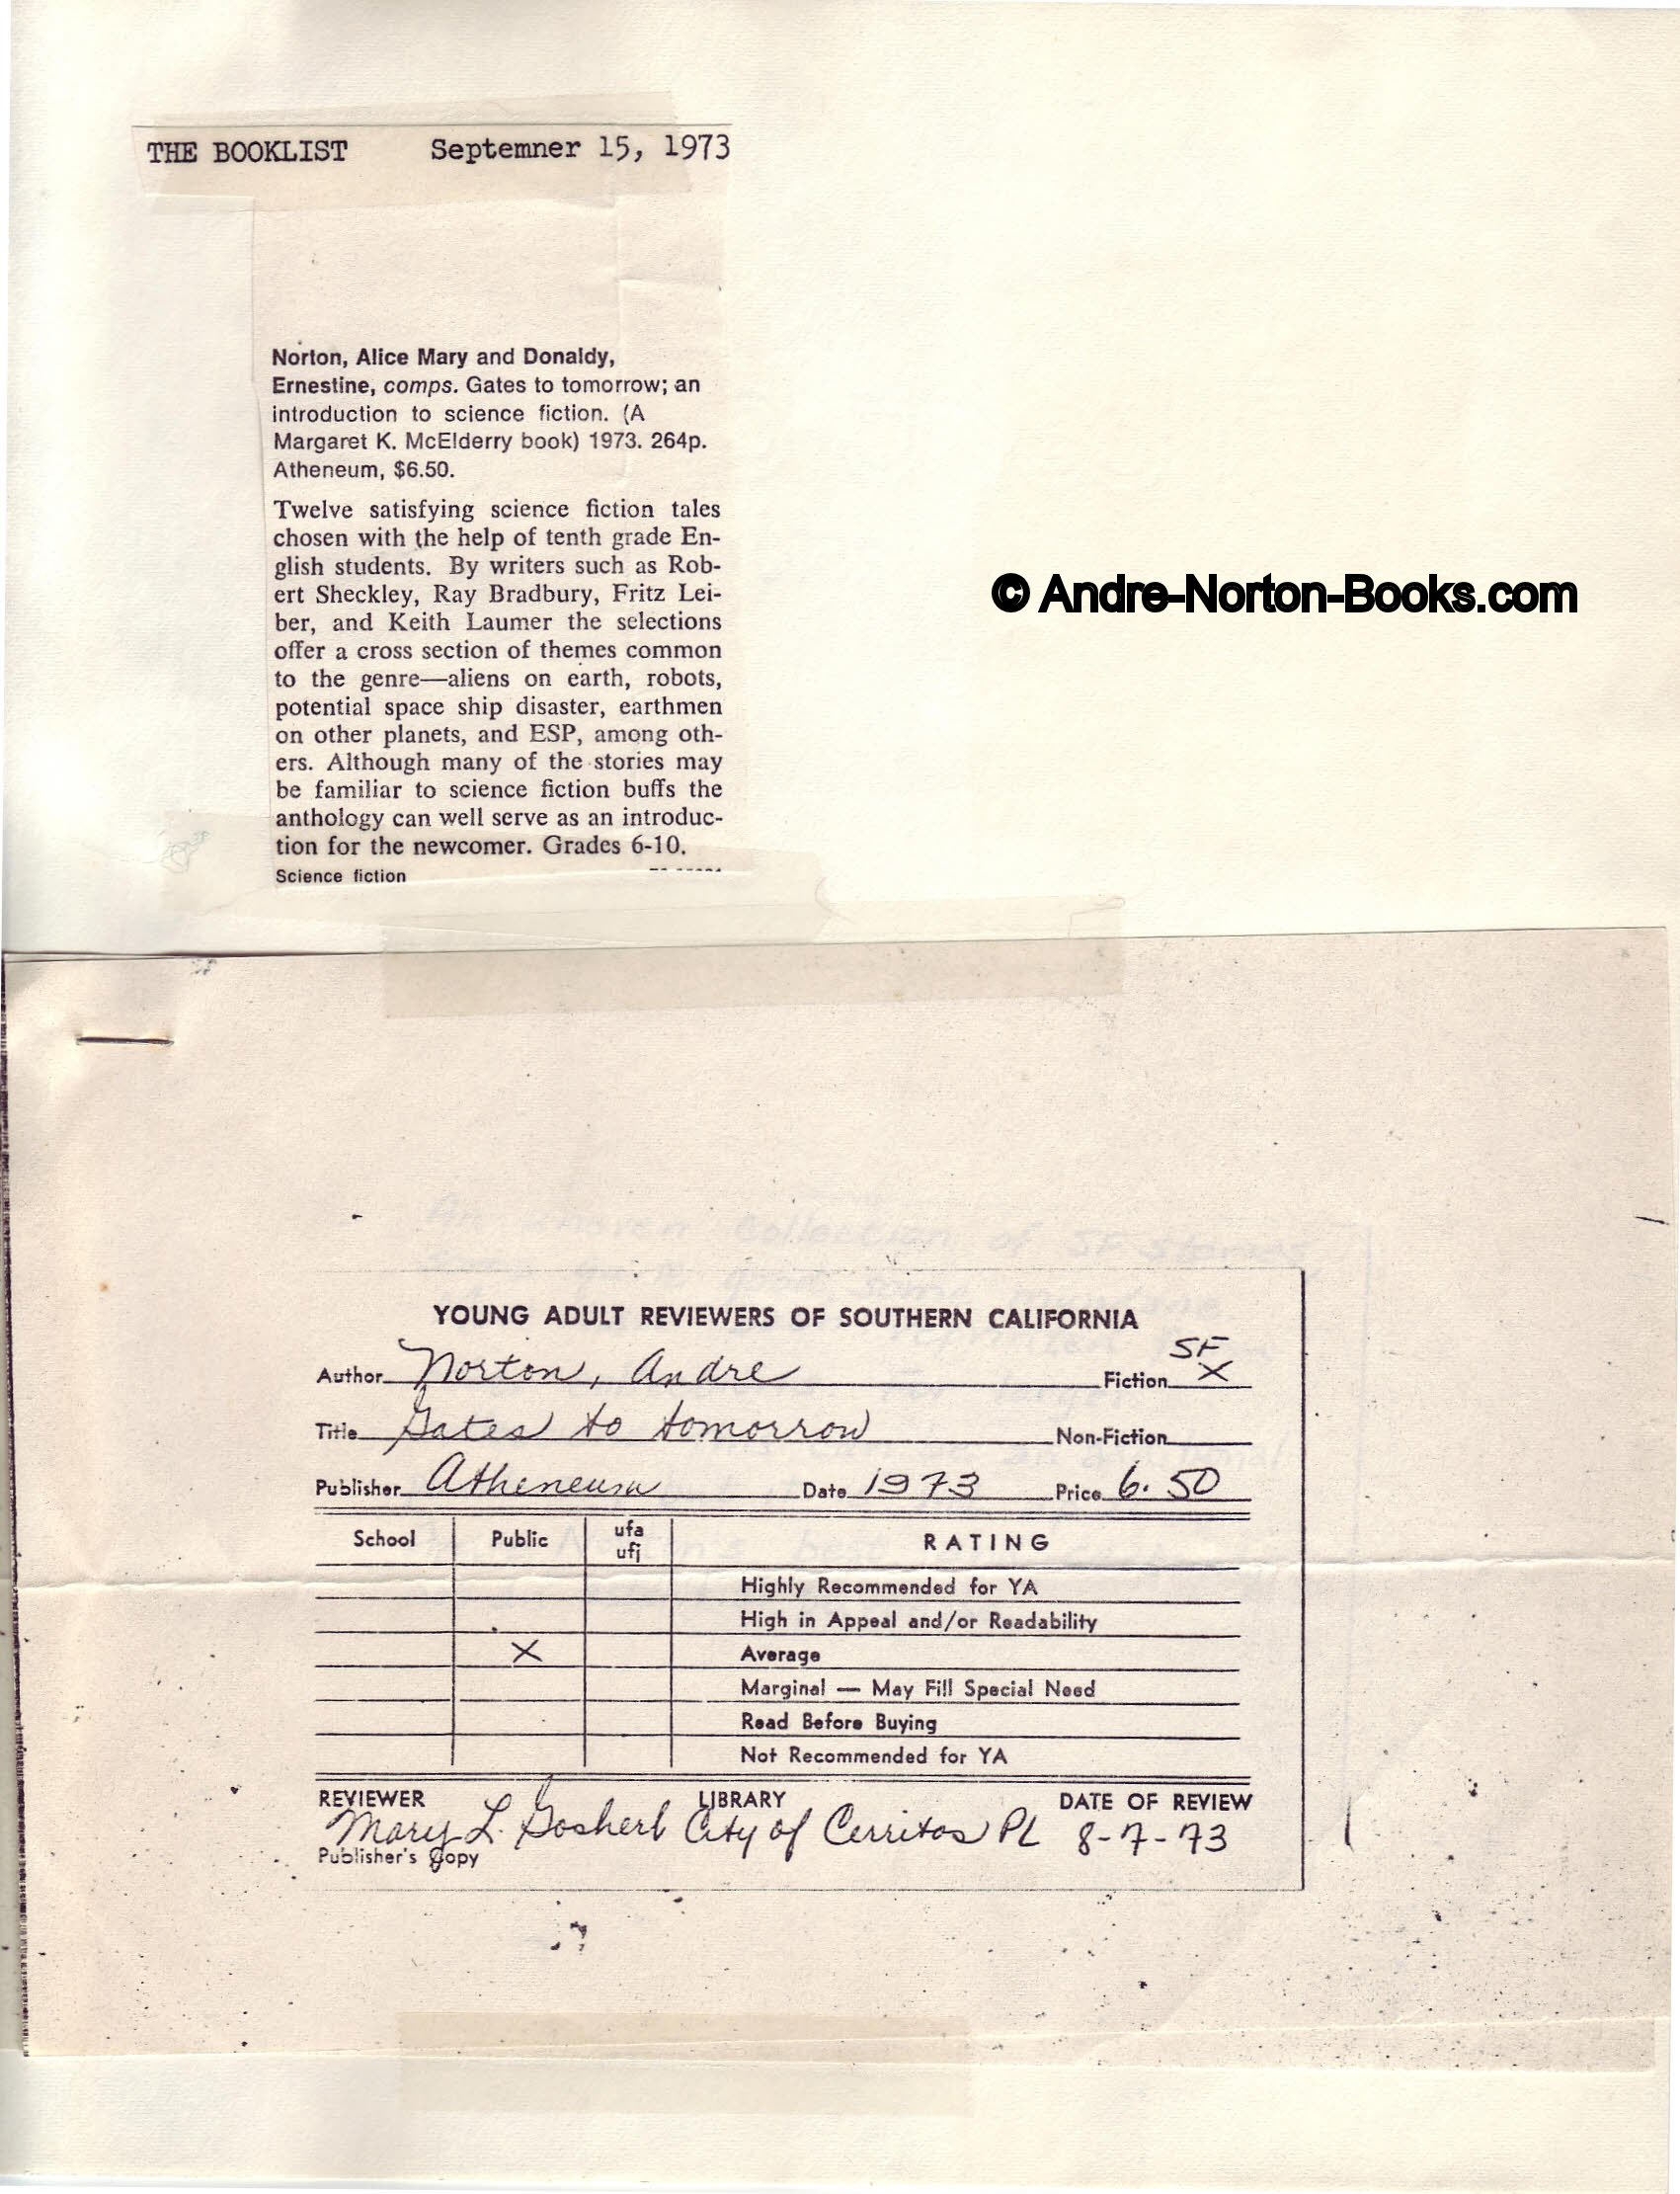 THE BOOKLIST Septemner 15, 1973
Norton, Alice Mary and Donaldy,
Ernestine, comps. Gates to tomorrow; an
introduction to science fiction. (A
Margaret K. McElderry book) 1973. 264p.
Atheneum, $6.50.
Twelve satisfying science fiction tales
chosen with the help of tenth grade En-
glish students. By writers such as Rob-
ert Sheckley, Ray Bradbury, Fritz Lei-
ber, and Keith Laumer the selections
offer a cross section of themes common
to the genre—aliens on earth, robots,
potential space ship disaster, earthmen
on other planets, and ESP, among oth-
ers. Although many of the stories may
be familiar to science fiction buffs the
anthology can well serve as an introduc-
tion for the newcomer. Grades 6-10.
Science fiction
© Andre-Norton-Books.com
YOUNG ADULT REVIEWERS OF SOUTHERN CALIFORNIA
SF
Author Norton, Andre Fiction X
Title Gates to tomorrow Non-Fiction
Publisher Atheneum Date 1973 Price 6.50
School Public ufa ufj RATING
Highly Recommended for YA
High in Appeal and/or Readability
X Average
Marginal — May Fill Special Need
Read Before Buying
Not Recommended for YA
REVIEWER LIBRARY DATE OF REVIEW
Mary L. City of Cerritos PL 8-7-73
Publisher's Copy